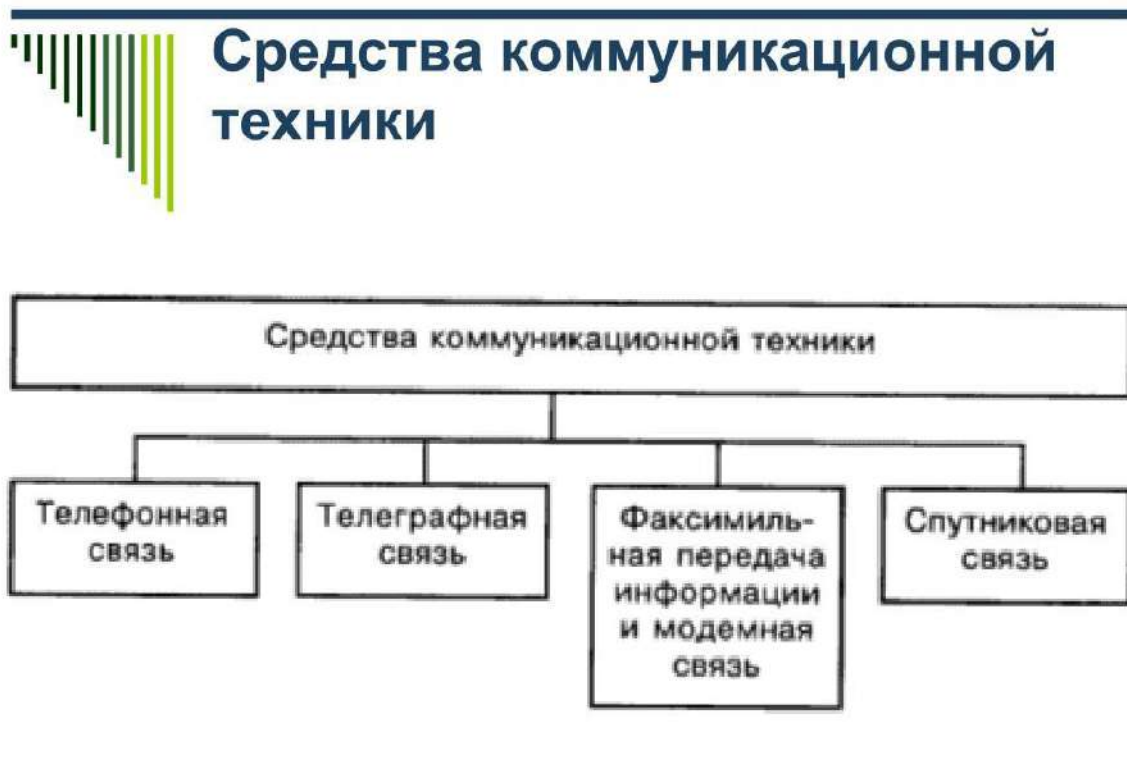 Средства коммуникационной
техники
Средства коммуникационной техники
Телефонная
связь
Телеграфная
связь
Факсимиль-
ная передача
информации
и модемная
связь
Спутниковая
связь